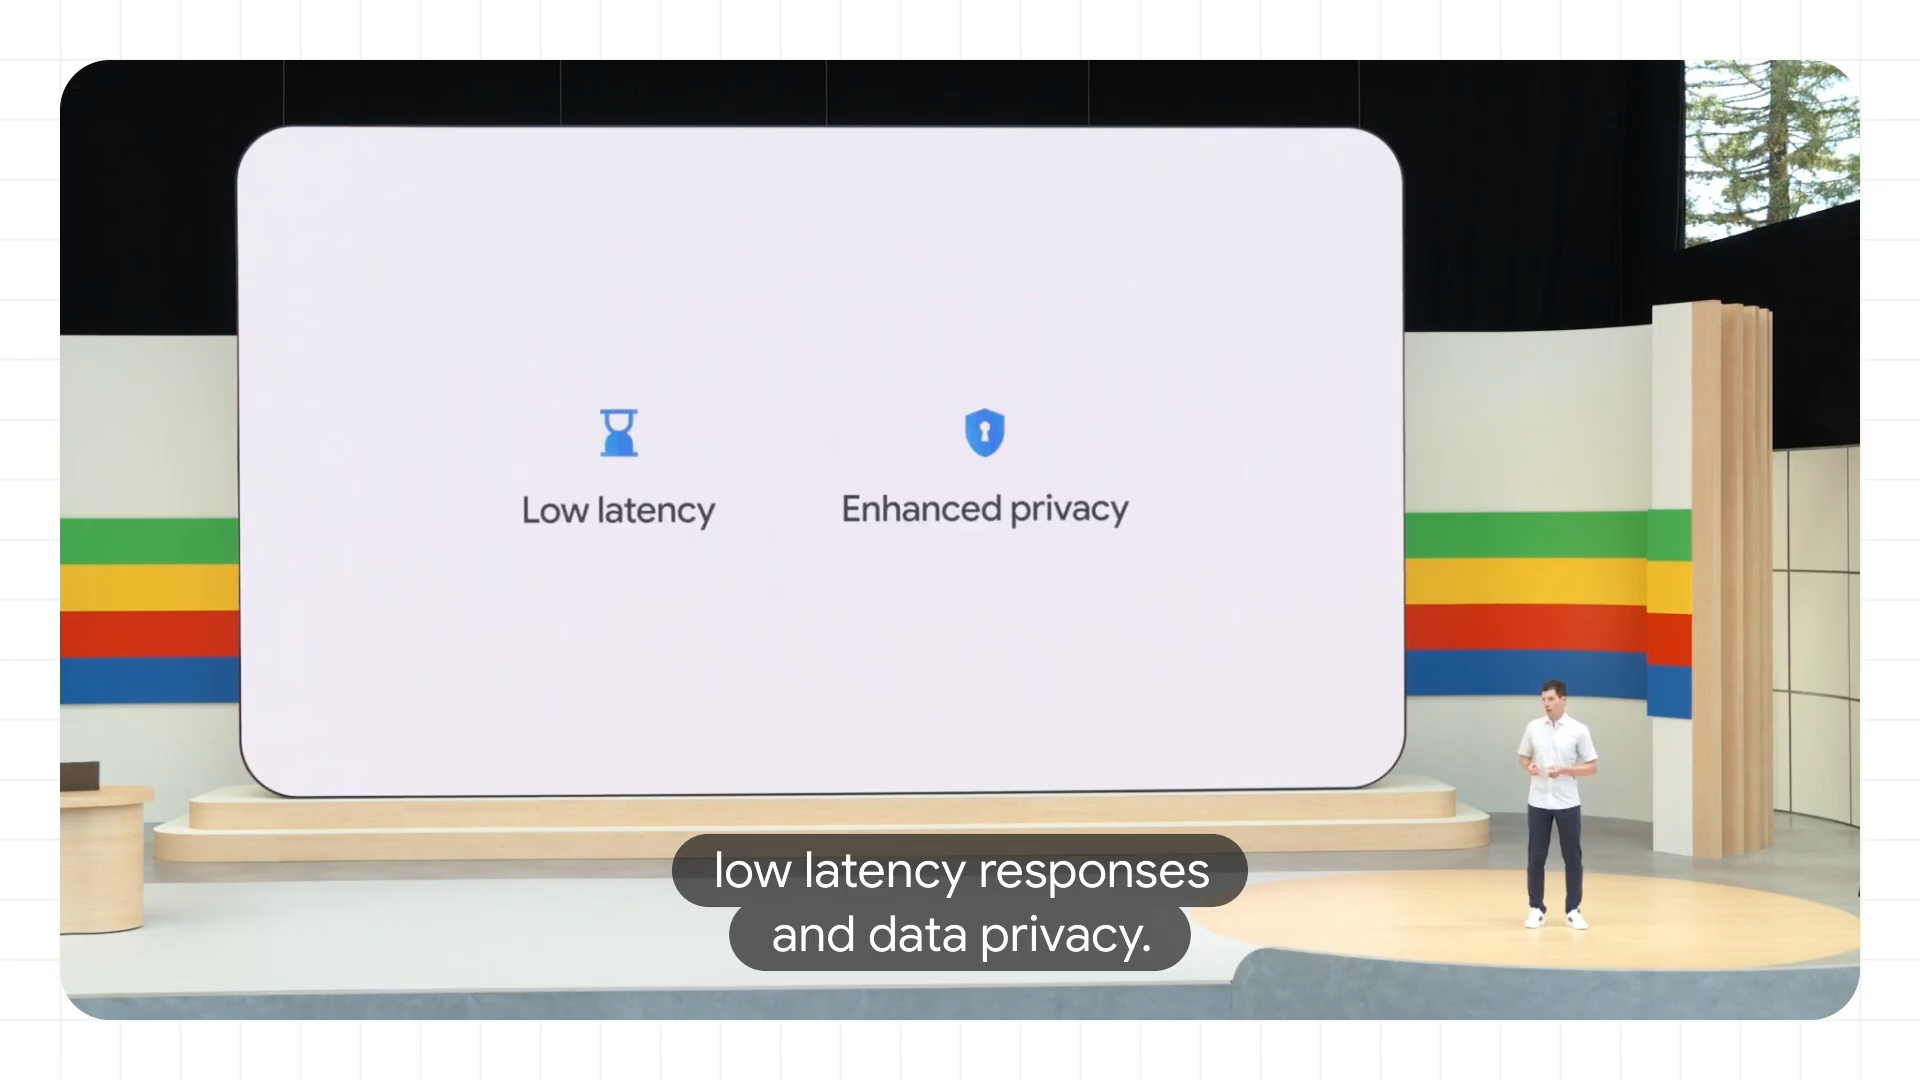 Low latency
Enhanced privacy
low latency responses
and data privacy.